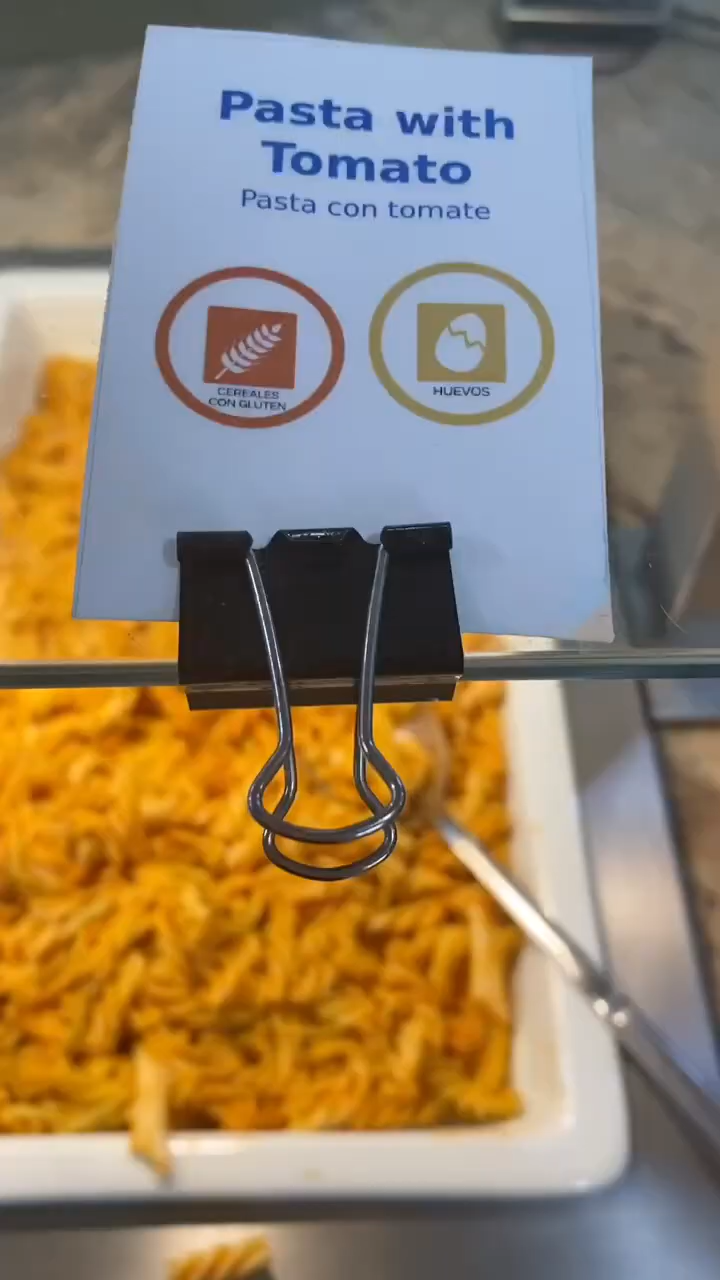 Pasta with
Tomato
Pasta con tomate
CEREALES
CON GLUTEN
HUEVOS